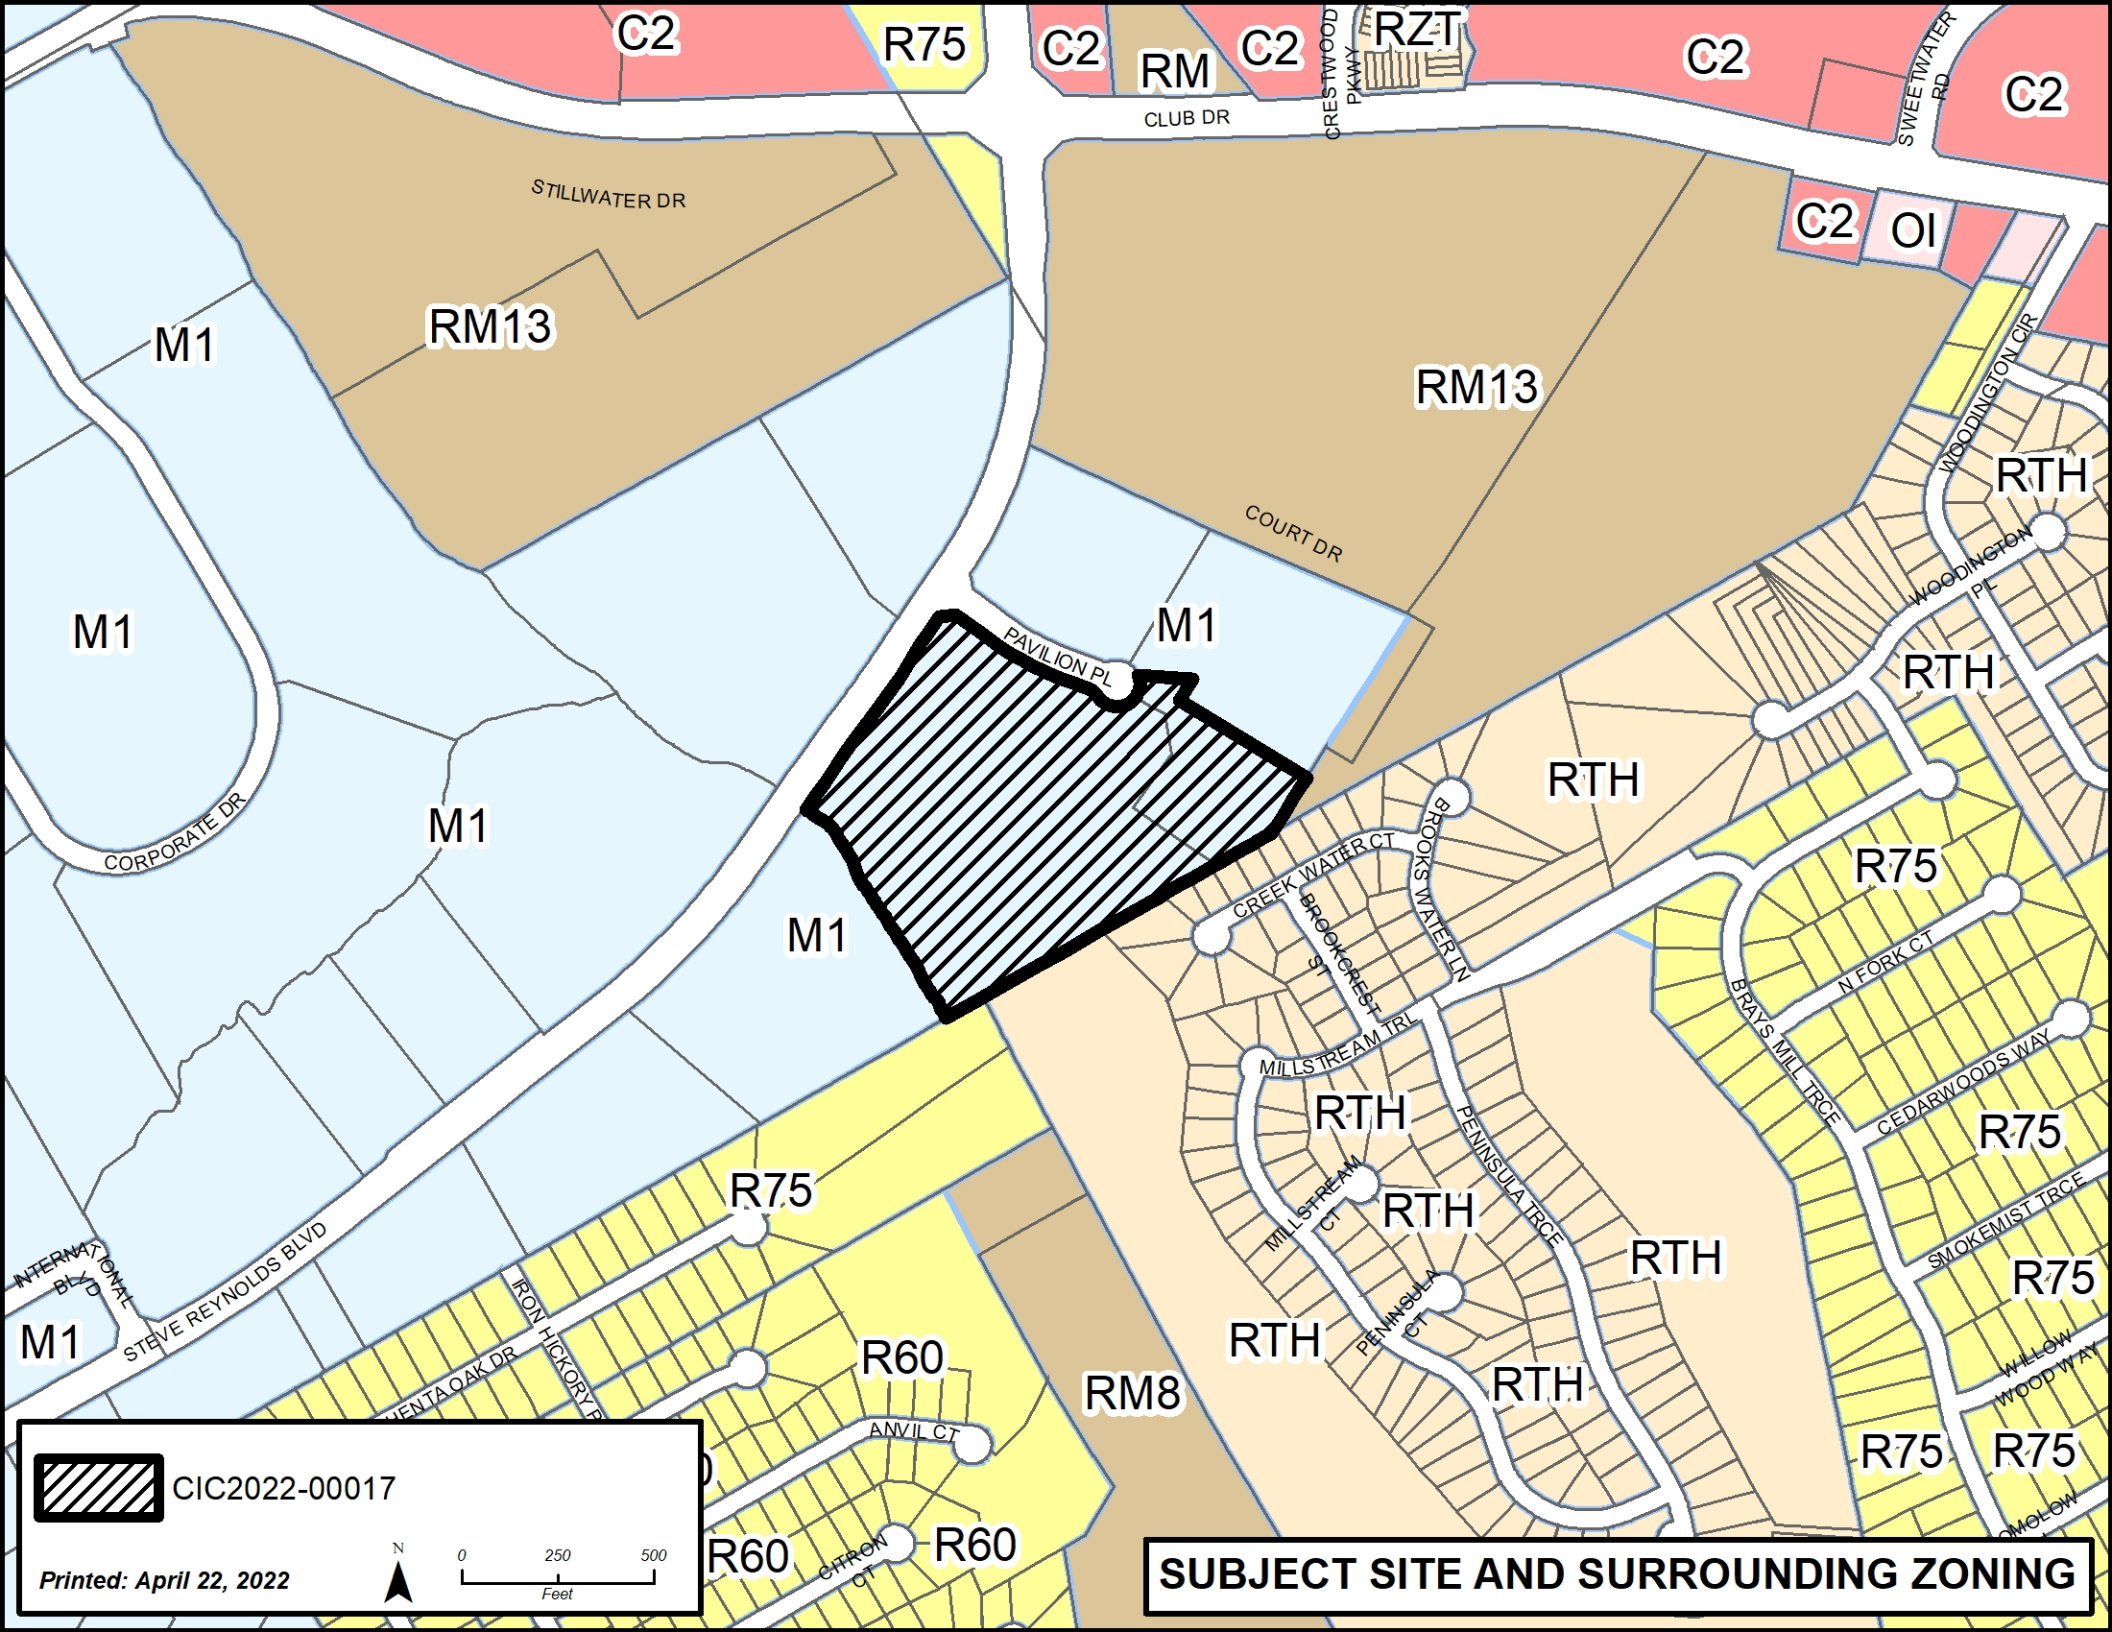 C2
R75
C2
RM
C2
CRESTWOOD
PKWY
RZT
C2
SWEETWATER
RD
C2
CLUB DR
STILLWATER DR
C2
OI
M1
RM13
RM13
WOODINGTON CIR
RTH
COURT DR
WOODINGTON
PL
M1
M1
PAVILION PL
RTH
RTH
CORPORATE DR
M1
BROOKS WATER LN
CREEK WATER CT
R75
M1
BROOKCREST
ST
N FORK CT
MILLSTREAM TRL
BRAYS MILL TRCE
CEDARWOODS WAY
RTH
PENINSULA TRCE
R75
R75
MILLSTREAM
CT
RTH
SMOKEMIST TRCE
INTERNATIONAL
BLVD
RTH
R75
M1
STEVE REYNOLDS BLVD
IRON HICKORY P
HENTA OAK DR
R60
PENINSULA
CT
RTH
RTH
RM8
WILLOW
WOOD WAY
ANVIL CT
R75
R75
CIC2022-00017
R60
CITRON
CT
R60
OMOLOW
N
0 250 500
Feet
Printed: April 22, 2022
SUBJECT SITE AND SURROUNDING ZONING